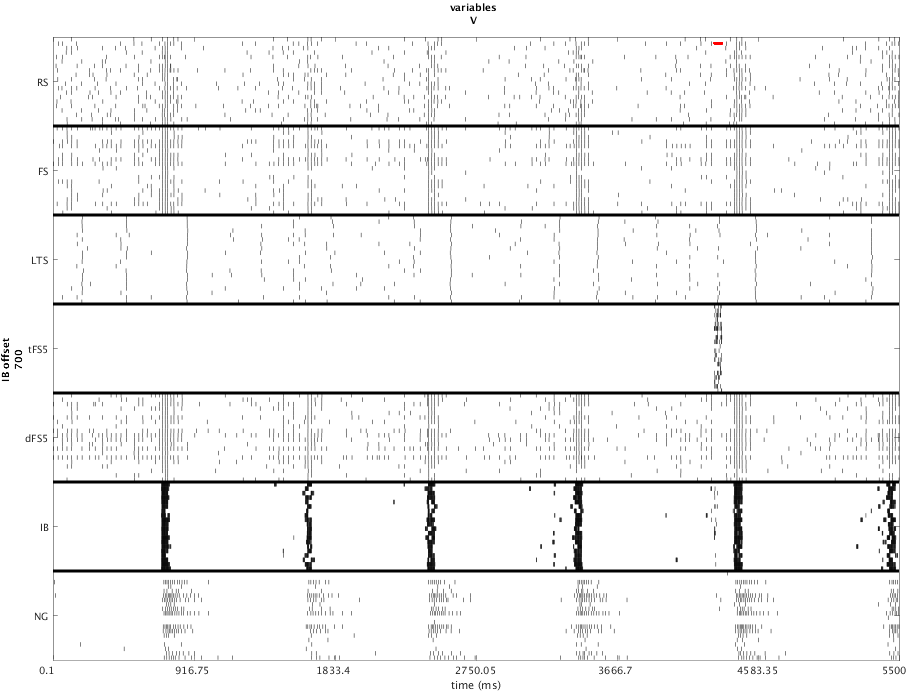 variables
V
RS
FS
LTS
tFS5
dFS5
IB
NG
IB offset
700
0.1
916.75
1833.4
2750.05
3666.7
4583.35
5500
time (ms)